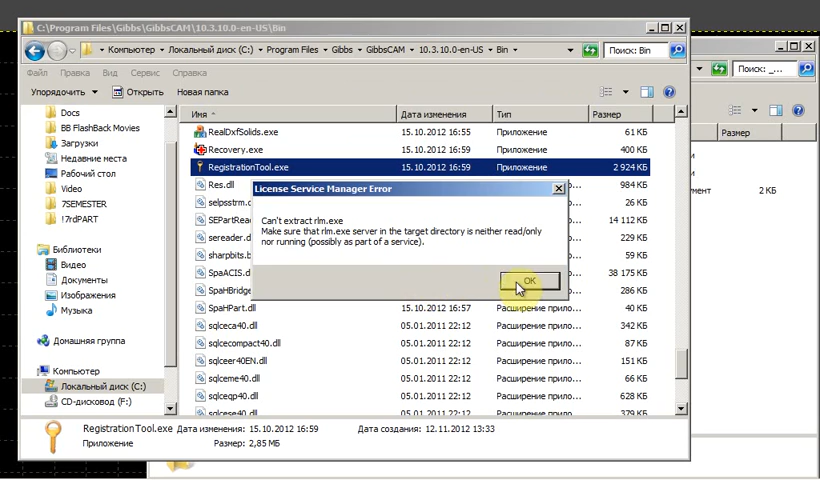 C:\Program Files\Gibbs\GibbsCAM\10.3.10.0-en-US\Bin
Компьютер Локальный диск (C:) Program Files Gibbs GibbsCAM 10.3.10.0-en-US Bin
Поиск: Bin
Поиск: _...
Файл Правка Вид Сервис Справка
Упорядочить Открыть Новая папка
Имя Дата изменения Тип Размер
Размер
Docs
BB FlashBack Movies
Загрузки
Недавние места
Рабочий стол
Video
7SEMESTER
!7rdPART
Библиотеки
Видео
Документы
Изображения
Музыка
Домашняя группа
Компьютер
Локальный диск (C:)
CD-дисковод (F:)
RealDxfSolids.exe 15.10.2012 16:55 Приложение 61 КБ
Recovery.exe 15.10.2012 16:59 Приложение 400 КБ
RegistrationTool.exe 15.10.2012 16:59 Приложение 2 924 КБ
Res.dll 984 КБ
selpsstrm.d 26 КБ
SEPartRea 14 112 КБ
sereader.d 229 КБ
sharpbits.b 59 КБ
SpaACIS.d 38 175 КБ
SpaHBridge 286 КБ
SpaHPart.dll 15.10.2012 16:57 Расширение прило... 40 КБ
sqlceca40.dll 05.01.2011 22:12 Расширение прило... 342 КБ
sqlcecompact40.dll 05.01.2011 22:12 Расширение прило... 87 КБ
sqlceer40EN.dll 05.01.2011 22:12 Расширение прило... 151 КБ
sqlceme40.dll 05.01.2011 22:12 Расширение прило... 66 КБ
sqlceqp40.dll 05.01.2011 22:12 Расширение прило... 628 КБ
sqlcese40.dll 05.01.2011 22:12 Расширение прило... 379 КБ
License Service Manager Error
Can't extract rlm.exe
Make sure that rlm.exe server in the target directory is neither read/only
nor running (possibly as part of a service).
OK
умент 2 КБ
RegistrationTool.exe Дата изменения: 15.10.2012 16:59 Дата создания: 12.11.2012 13:33
Приложение Размер: 2,85 МБ